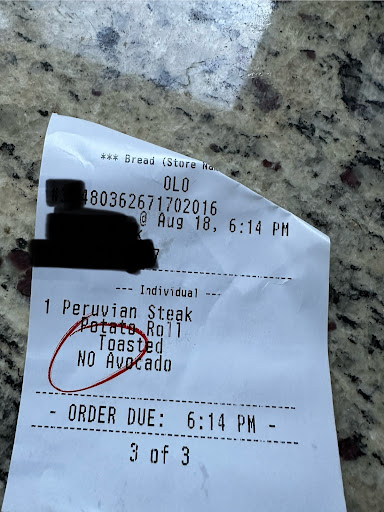 *** Bread (Store
OLO
480362671702016
@ Aug 18, 6:14 PM
--- Individual ---
1 Peruvian Steak
Potato Roll
Toasted
NO Avocado
- ORDER DUE: 6:14 PM -
3 of 3